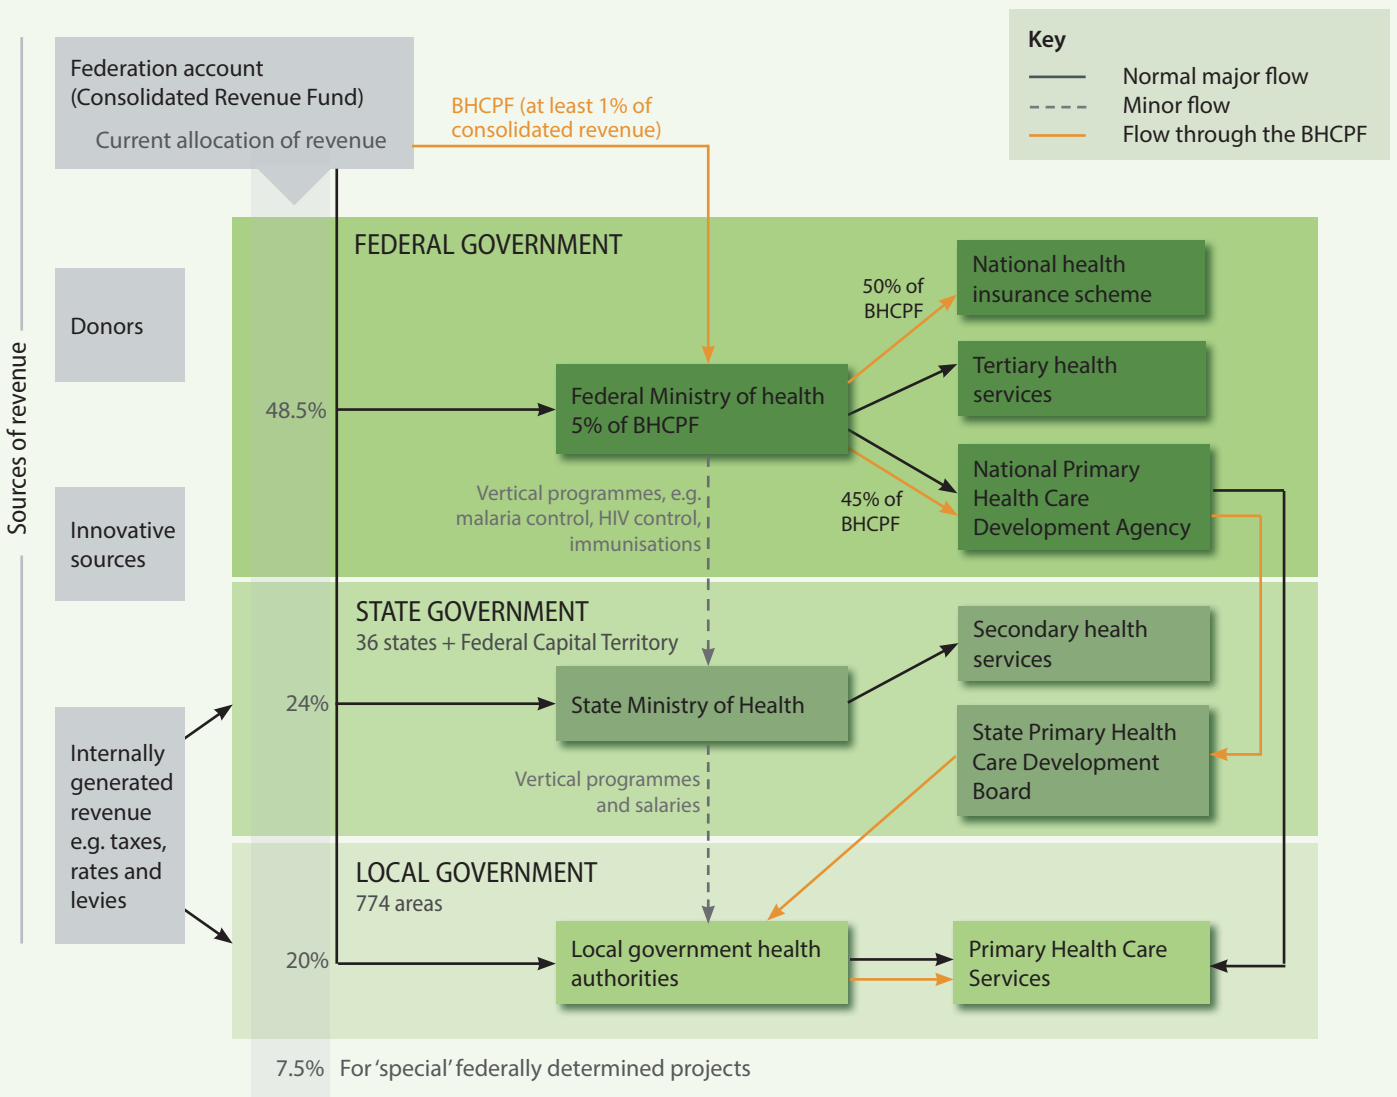 Sources of revenue
Federation account
(Consolidated Revenue Fund)
Current allocation of revenue
BHCPF (at least 1% of
consolidated revenue)
Key
Normal major flow
Minor flow
Flow through the BHCPF
Donors
Innovative
sources
Internally
generated
revenue
e.g. taxes,
rates and
levies
FEDERAL GOVERNMENT
48.5%
Federal Ministry of health
5% of BHCPF
50% of
BHCPF
45% of
BHCPF
National health
insurance scheme
Tertiary health
services
National Primary
Health Care
Development Agency
Vertical programmes, e.g.
malaria control, HIV control,
immunisations
STATE GOVERNMENT
36 states + Federal Capital Territory
24%
State Ministry of Health
Secondary health
services
State Primary Health
Care Development
Board
Vertical programmes
and salaries
LOCAL GOVERNMENT
774 areas
20%
Local government health
authorities
Primary Health Care
Services
7.5% For ‘special’ federally determined projects